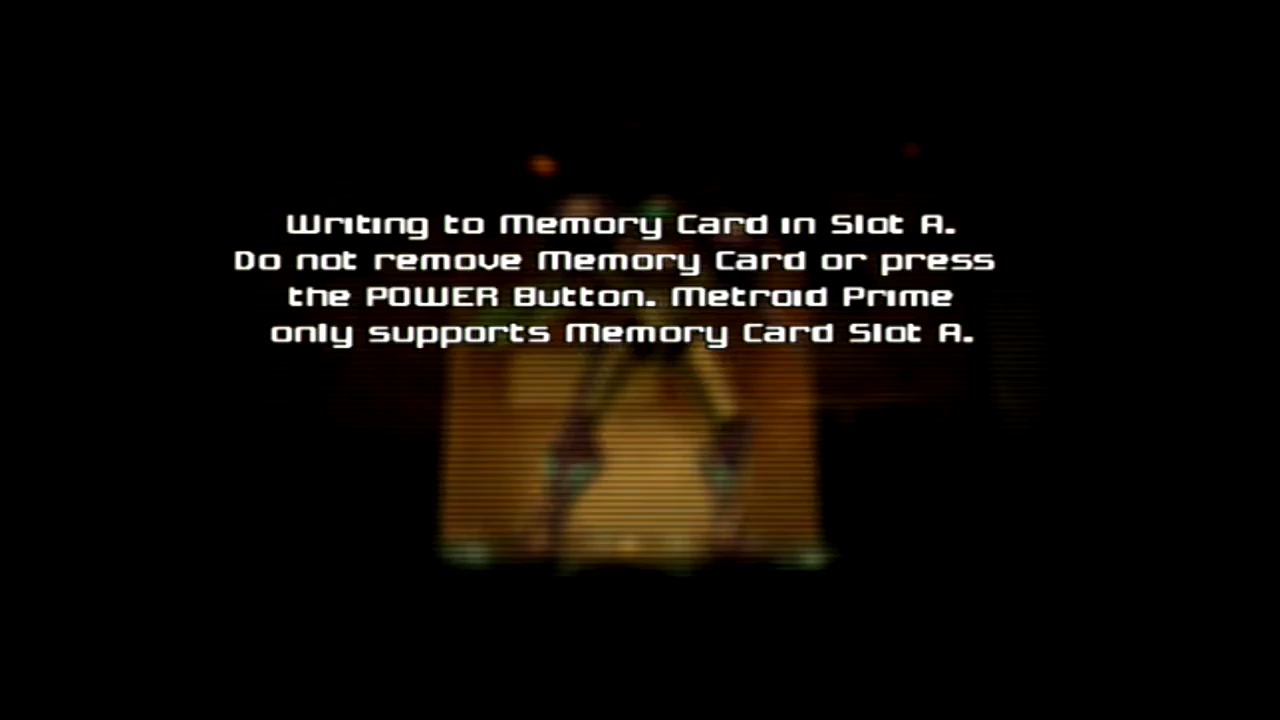 Writing to Memory Card in Slot A.
Do not remove Memory Card or press
the POWER Button. Metroid Prime
only supports Memory Card Slot A.